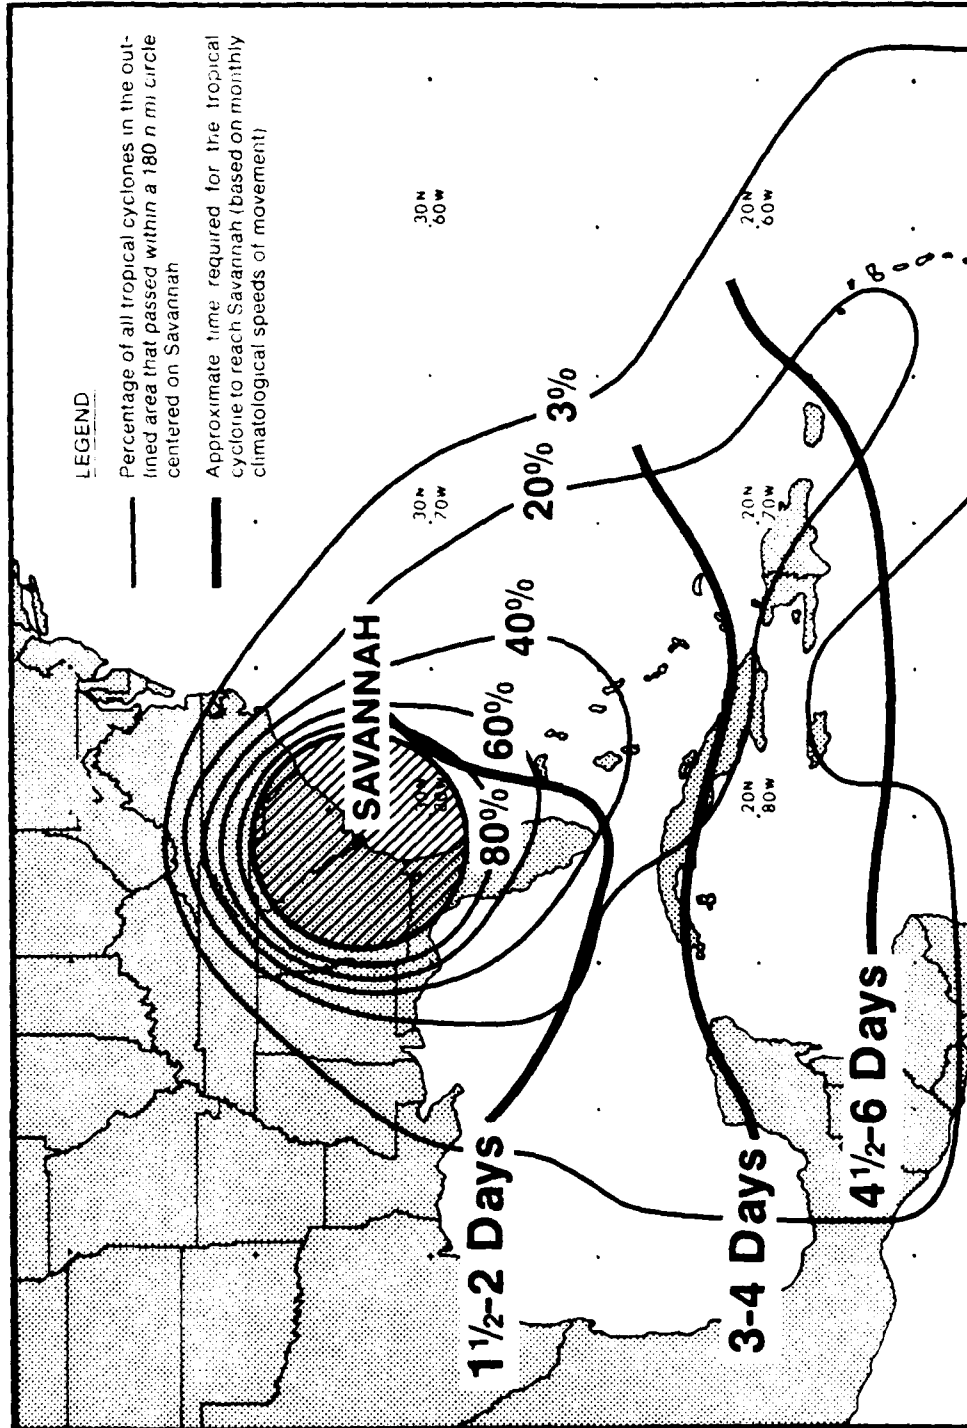 LEGEND
Percentage of all tropical cyclones in the out-
lined area that passed within a 180 n mi circle
centered on Savannah
Approximate time required for the tropical
cyclone to reach Savannah (based on monthly
climatological speeds of movement)
30N
60W
20N
60W
3%
20%
30N
70W
20N
70W
40%
SAVANNAH
60%
80%
20N
80W
1½-2 Days
3-4 Days
4½-6 Days